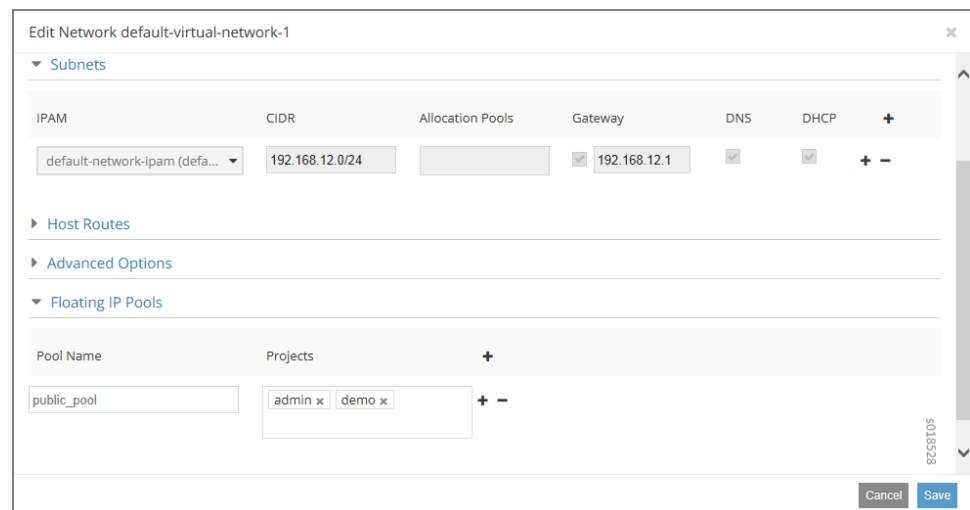 Edit Network default-virtual-network-1
Subnets
IPAM CIDR Allocation Pools Gateway DNS DHCP
default-network-ipam (defa... 192.168.12.0/24 192.168.12.1
Host Routes
Advanced Options
Floating IP Pools
Pool Name Projects
public_pool admin demo
s018528
Cancel Save